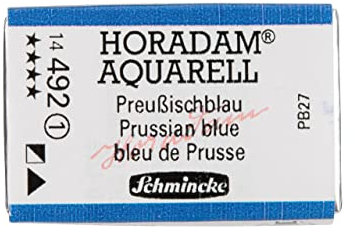 HORADAM®
AQUARELL
Preußischblau
Prussian blue
bleu de Prusse
Schmincke
14 492 1
★★★★
PB27